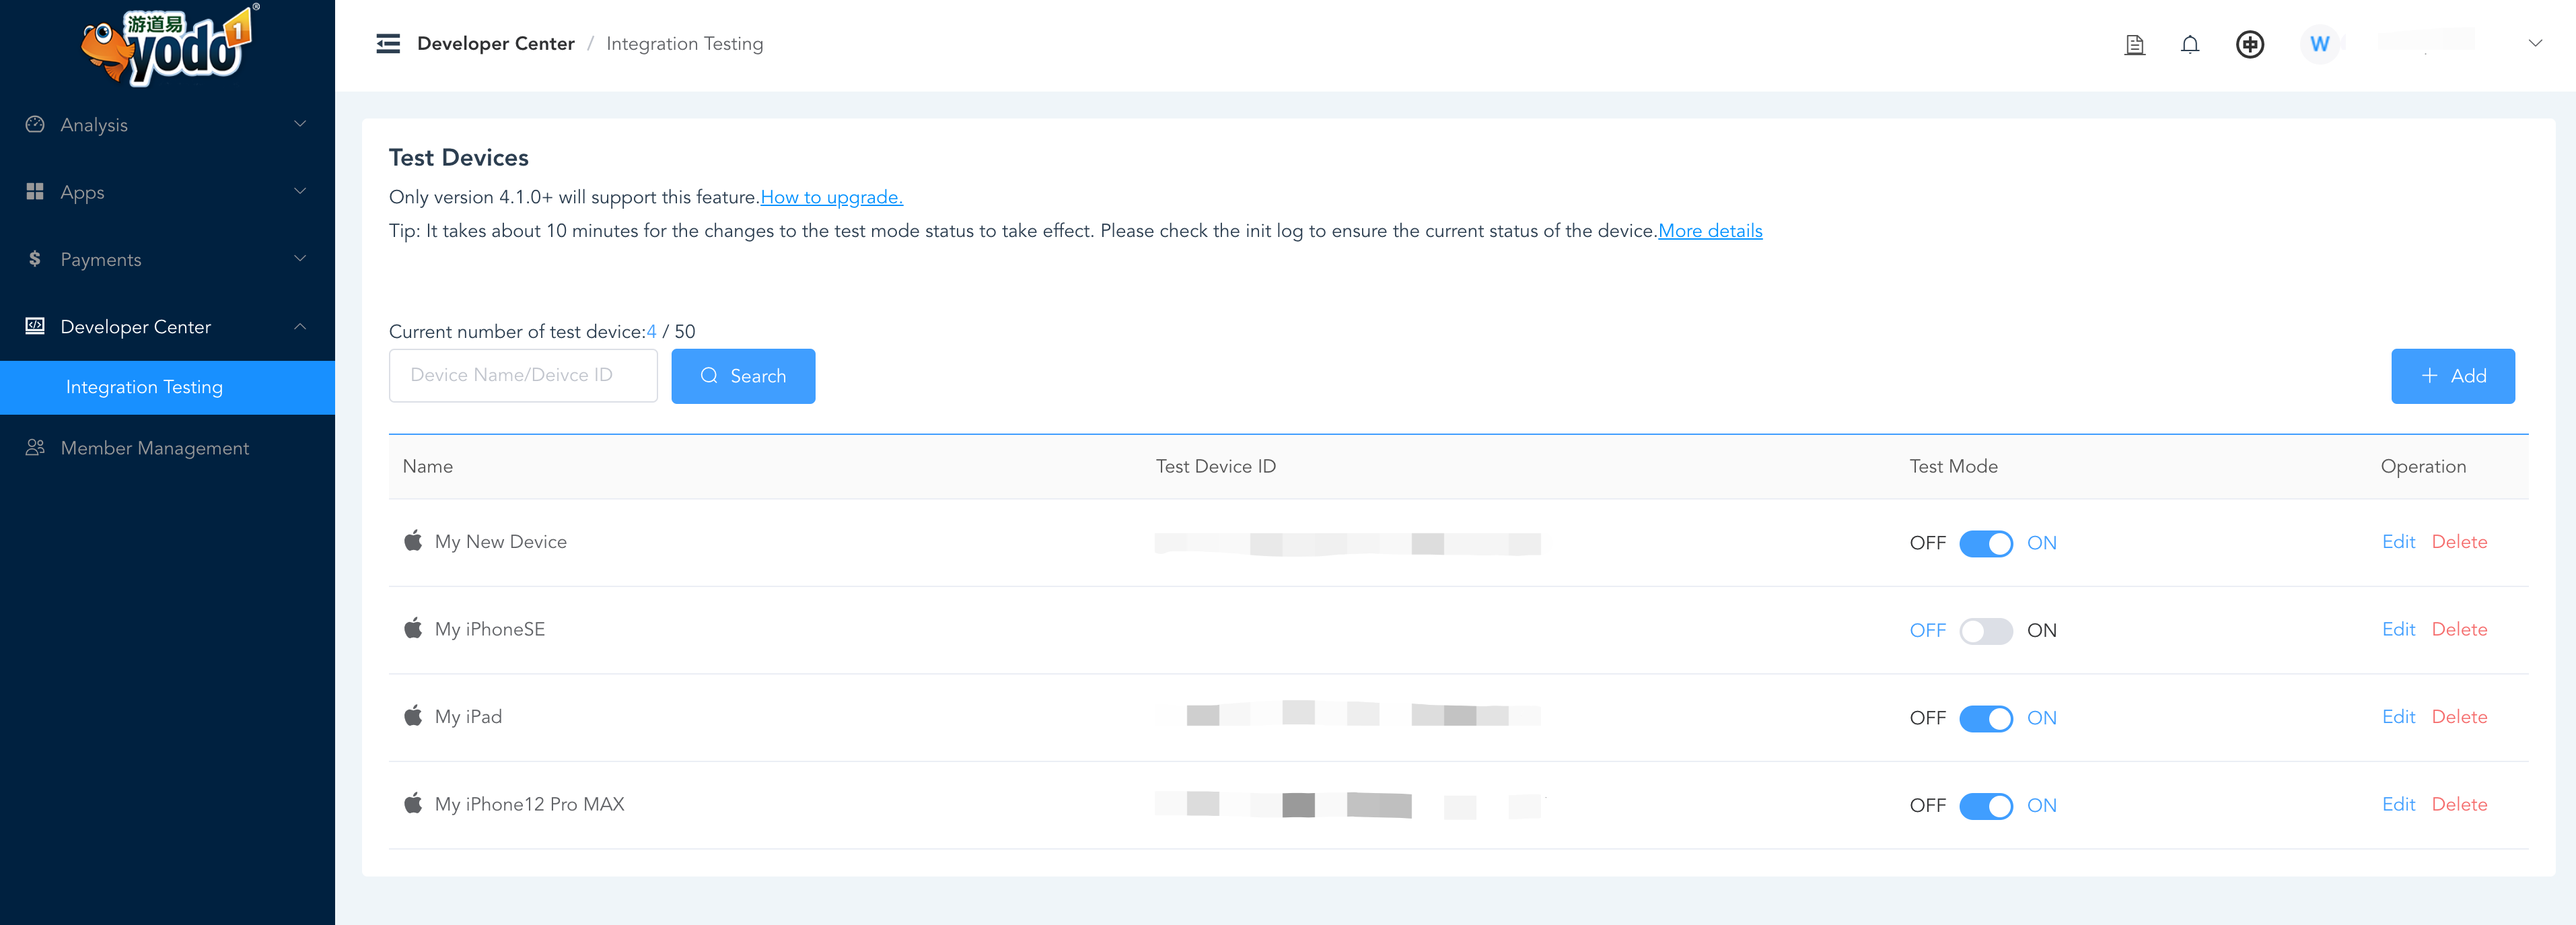 游道易
yodo1
®
Analysis
Apps
Payments
Developer Center
Integration Testing
Member Management
Developer Center / Integration Testing
中
W
Test Devices
Only version 4.1.0+ will support this feature.How to upgrade.
Tip: It takes about 10 minutes for the changes to the test mode status to take effect. Please check the init log to ensure the current status of the device.More details
Current number of test device:4 / 50
Device Name/Deivce ID
Search
+ Add
Name Test Device ID Test Mode Operation
My New Device OFF ON Edit Delete
My iPhoneSE OFF ON Edit Delete
My iPad OFF ON Edit Delete
My iPhone12 Pro MAX OFF ON Edit Delete